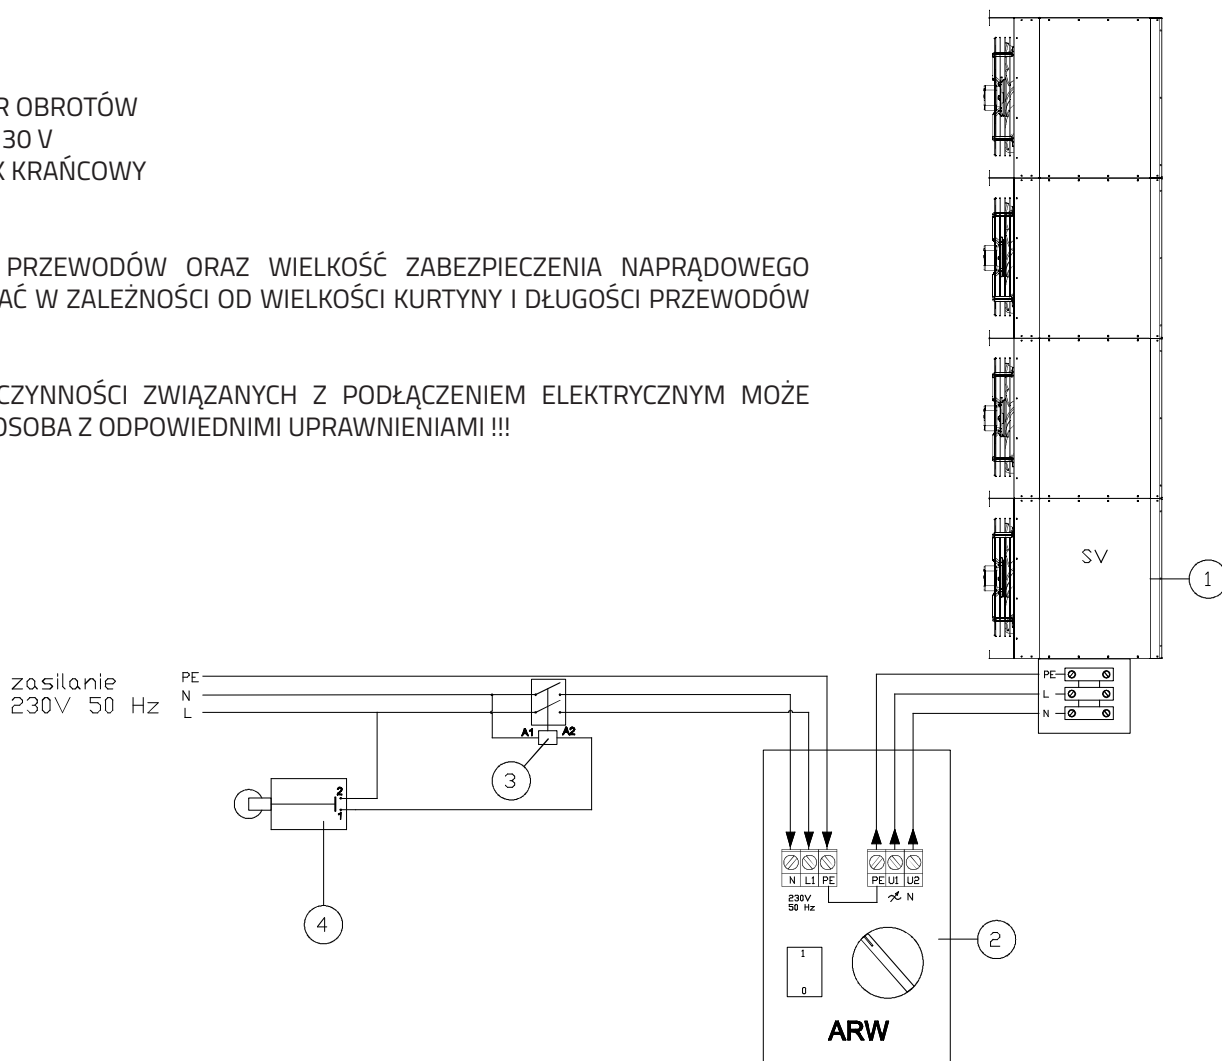 R OBROTÓW
30 V
K KRAŃCOWY
PRZEWODÓW ORAZ WIELKOŚĆ ZABEZPIECZENIA NAPRĄDOWEGO
AĆ W ZALEŻNOŚCI OD WIELKOŚCI KURTYNY I DŁUGOŚCI PRZEWODÓW
CZYNNOŚCI ZWIĄZANYCH Z PODŁĄCZENIEM ELEKTRYCZNYM MOŻE
OSOBA Z ODPOWIEDNIMI UPRAWNIENIAMI !!!
SV
1
zasilanie
230V 50 Hz
PE
N
L
PE
L
N
A1 A2
3
2
1
4
N L1 PE
PE U1 U2
230V
50 Hz
N
2
1
0
ARW